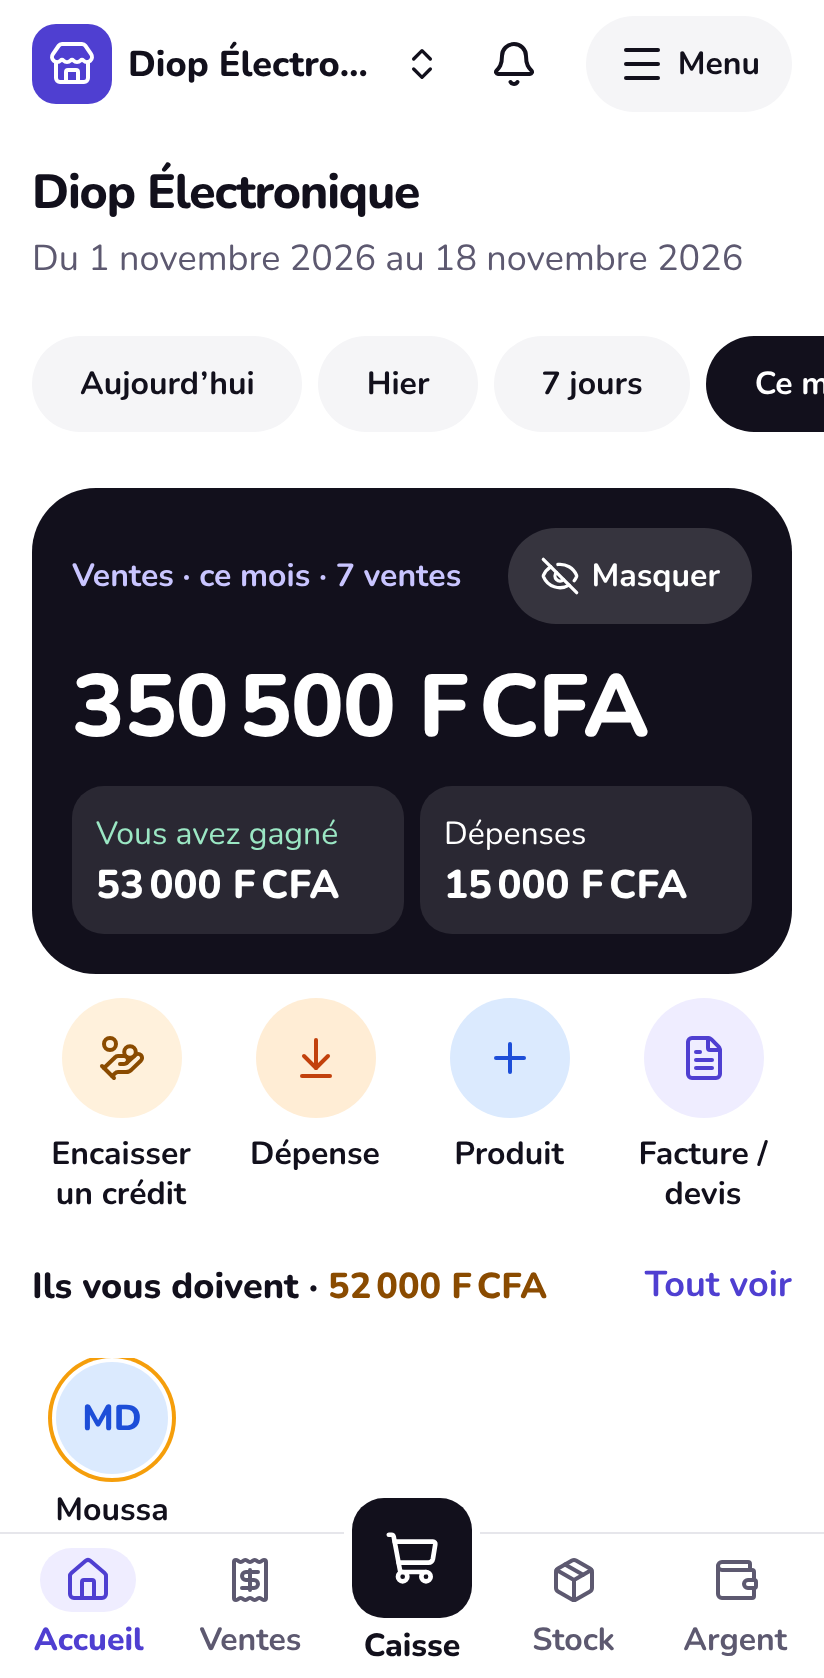 Diop Électro...
Menu
Diop Électronique
Du 1 novembre 2026 au 18 novembre 2026
Aujourd’hui
Hier
7 jours
Ce m
Ventes · ce mois · 7 ventes
Masquer
350 500 F CFA
Vous avez gagné
Dépenses
53 000 F CFA
15 000 F CFA
Encaisser
un crédit
Dépense
Produit
Facture /
devis
Ils vous doivent · 52 000 F CFA
Tout voir
MD
Moussa
Accueil
Ventes
Caisse
Stock
Argent